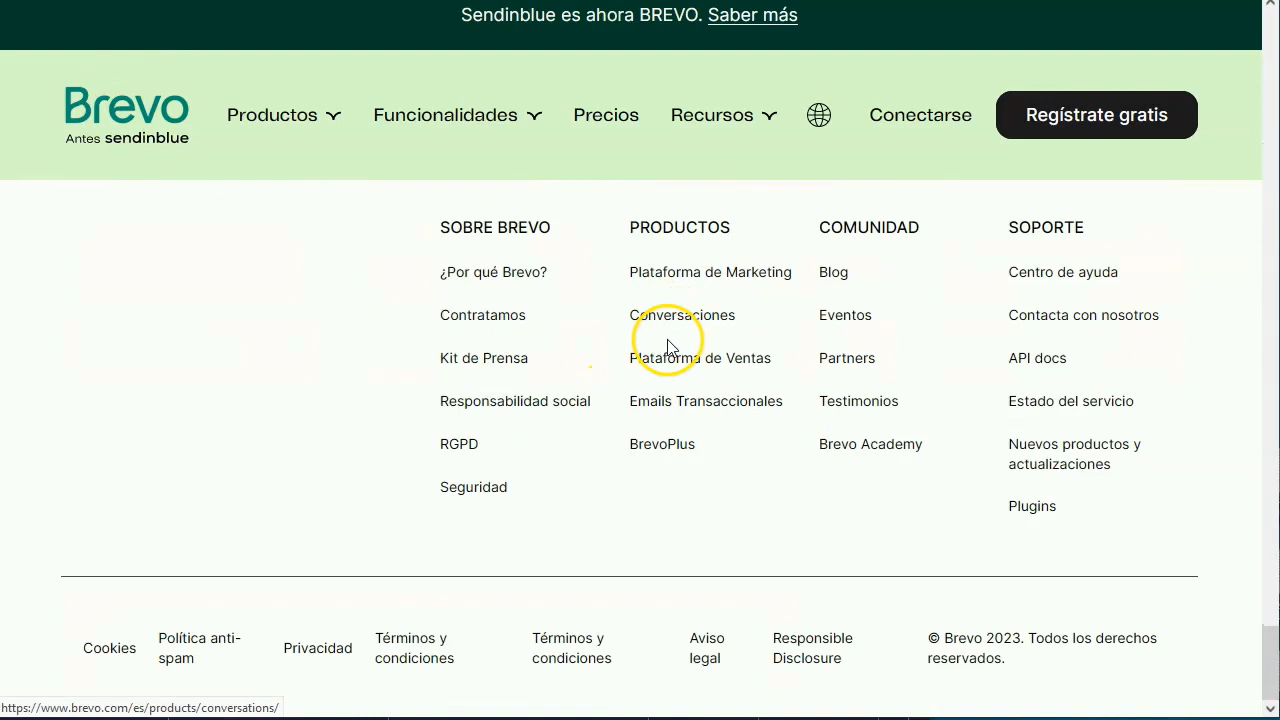 Sendinblue es ahora BREVO. Saber más
Brevo
Antes sendinblue
Productos
Funcionalidades
Precios
Recursos
Conectarse
Regístrate gratis
SOBRE BREVO
¿Por qué Brevo?
Contratamos
Kit de Prensa
Responsabilidad social
RGPD
Seguridad
PRODUCTOS
Plataforma de Marketing
Conversaciones
Plataforma de Ventas
Emails Transaccionales
BrevoPlus
COMUNIDAD
Blog
Eventos
Partners
Testimonios
Brevo Academy
SOPORTE
Centro de ayuda
Contacta con nosotros
API docs
Estado del servicio
Nuevos productos y
actualizaciones
Plugins
Cookies
Política anti-
spam
Privacidad
Términos y
condiciones
Términos y
condiciones
Aviso
legal
Responsible
Disclosure
© Brevo 2023. Todos los derechos
reservados.
https://www.brevo.com/es/products/conversations/